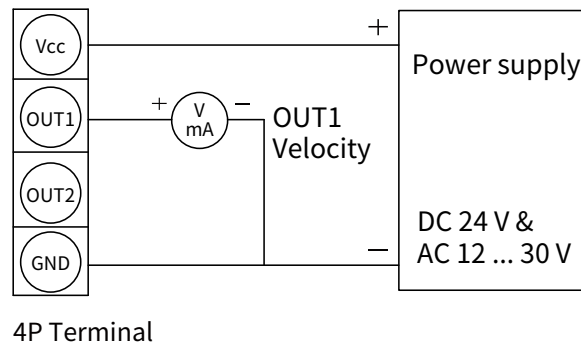 Vcc
+
Power supply
OUT1
+
V
mA
−
OUT1
Velocity
OUT2
DC 24 V &
AC 12 ... 30 V
GND
−
4P Terminal